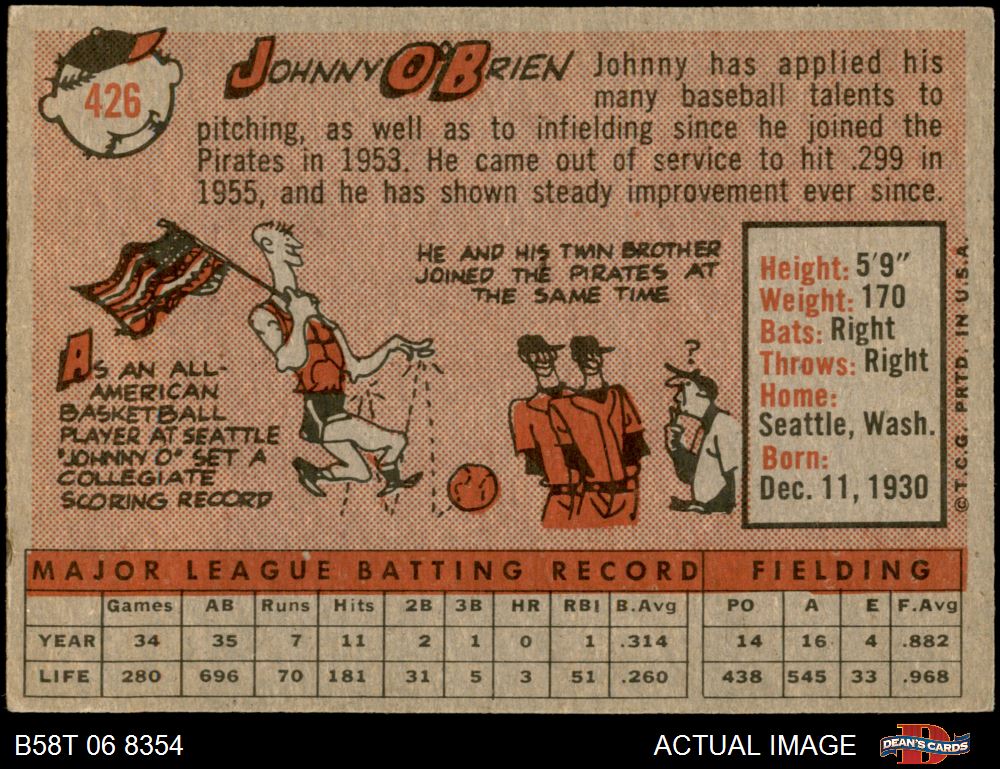 426
JOHNNY O'BRIEN Johnny has applied his
many baseball talents to
pitching, as well as to infielding since he joined the
Pirates in 1953. He came out of service to hit .299 in
1955, and he has shown steady improvement ever since.
HE AND HIS TWIN BROTHER
JOINED THE PIRATES AT
THE SAME TIME
AS AN ALL-
AMERICAN
BASKETBALL
PLAYER AT SEATTLE
"JOHNNY O" SET A
COLLEGIATE
SCORING RECORD
?
Height: 5'9"
Weight: 170
Bats: Right
Throws: Right
Home:
Seattle, Wash.
Born:
Dec. 11, 1930
© T.C.G. PRTD. IN U.S.A.
MAJOR LEAGUE BATTING RECORD FIELDING
Games AB Runs Hits 2B 3B HR RBI B.Avg PO A E F.Avg
YEAR 34 35 7 11 2 1 0 1 .314 14 16 4 .882
LIFE 280 696 70 181 31 5 3 51 .260 438 545 33 .968
B58T 06 8354 ACTUAL IMAGE DEAN'S CARDS